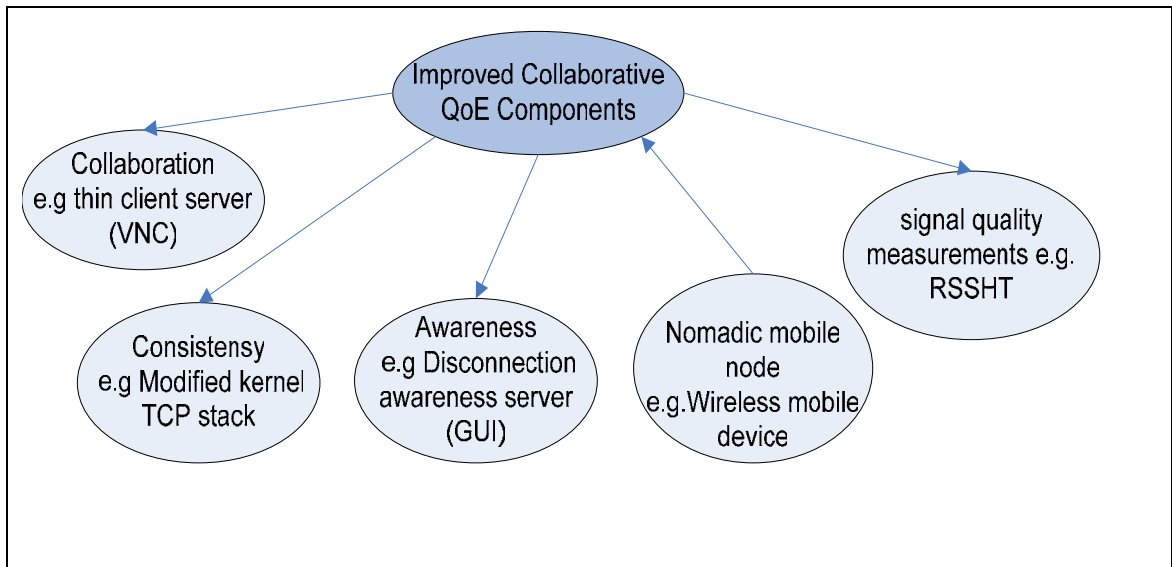 Improved Collaborative
QoE Components
Collaboration
e.g thin client server
(VNC)
Consistensy
e.g Modified kernel
TCP stack
Awareness
e.g Disconnection
awareness server
(GUI)
Nomadic mobile
node
e.g.Wireless mobile
device
signal quality
measurements e.g.
RSSHT